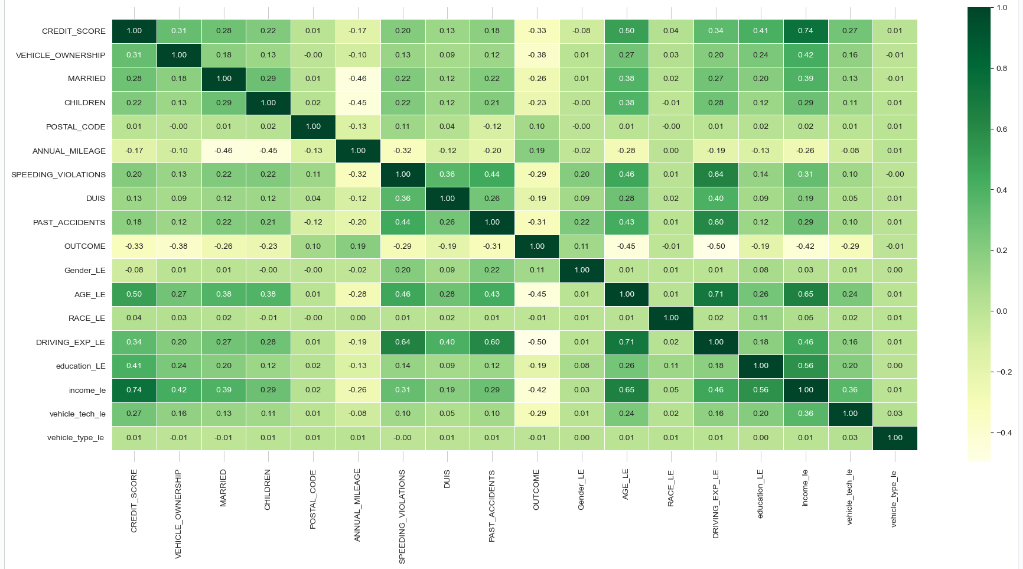 CREDIT_SCORE 1.00 0.31 0.28 0.22 0.01 -0.17 0.20 0.13 0.18 -0.33 -0.08 0.50 0.04 0.34 0.41 0.74 0.27 0.01
VEHICLE_OWNERSHIP 0.31 1.00 0.18 0.13 -0.00 -0.10 0.13 0.09 0.12 -0.38 0.01 0.27 0.03 0.20 0.24 0.42 0.16 -0.01
MARRIED 0.28 0.18 1.00 0.29 0.01 -0.46 0.22 0.12 0.22 -0.26 0.01 0.38 0.02 0.27 0.20 0.39 0.13 -0.01
CHILDREN 0.22 0.13 0.29 1.00 0.02 -0.45 0.22 0.12 0.21 -0.23 -0.00 0.38 -0.01 0.28 0.12 0.29 0.11 0.01
POSTAL_CODE 0.01 -0.00 0.01 0.02 1.00 -0.13 0.11 0.04 -0.12 0.10 -0.00 0.01 -0.00 0.01 0.02 0.02 0.01 0.01
ANNUAL_MILEAGE -0.17 -0.10 -0.46 -0.45 -0.13 1.00 -0.32 -0.12 -0.20 0.19 -0.02 -0.28 0.00 -0.19 -0.13 -0.26 -0.08 0.01
SPEEDING_VIOLATIONS 0.20 0.13 0.22 0.22 0.11 -0.32 1.00 0.36 0.44 -0.29 0.20 0.46 0.01 0.64 0.14 0.31 0.10 -0.00
DUIS 0.13 0.09 0.12 0.12 0.04 -0.12 0.36 1.00 0.26 -0.19 0.09 0.28 0.02 0.40 0.09 0.19 0.05 0.01
PAST_ACCIDENTS 0.18 0.12 0.22 0.21 -0.12 -0.20 0.44 0.26 1.00 -0.31 0.22 0.43 0.01 0.60 0.12 0.29 0.10 0.01
OUTCOME -0.33 -0.38 -0.26 -0.23 0.10 0.19 -0.29 -0.19 -0.31 1.00 0.11 -0.45 -0.01 -0.50 -0.19 -0.42 -0.29 -0.01
Gender_LE -0.08 0.01 0.01 -0.00 -0.00 -0.02 0.20 0.09 0.22 0.11 1.00 0.01 0.01 0.01 0.08 0.03 0.01 0.00
AGE_LE 0.50 0.27 0.38 0.38 0.01 -0.28 0.46 0.28 0.43 -0.45 0.01 1.00 0.01 0.71 0.26 0.65 0.24 0.01
RACE_LE 0.04 0.03 0.02 -0.01 -0.00 0.00 0.01 0.02 0.01 -0.01 0.01 0.01 1.00 0.02 0.11 0.05 0.02 0.01
DRIVING_EXP_LE 0.34 0.20 0.27 0.28 0.01 -0.19 0.64 0.40 0.60 -0.50 0.01 0.71 0.02 1.00 0.18 0.46 0.16 0.01
education_LE 0.41 0.24 0.20 0.12 0.02 -0.13 0.14 0.09 0.12 -0.19 0.08 0.26 0.11 0.18 1.00 0.56 0.20 0.00
income_le 0.74 0.42 0.39 0.29 0.02 -0.26 0.31 0.19 0.29 -0.42 0.03 0.65 0.05 0.46 0.56 1.00 0.36 0.01
vehicle_tech_le 0.27 0.16 0.13 0.11 0.01 -0.08 0.10 0.05 0.10 -0.29 0.01 0.24 0.02 0.16 0.20 0.36 1.00 0.03
vehicle_type_le 0.01 -0.01 -0.01 0.01 0.01 0.01 -0.00 0.01 0.01 -0.01 0.00 0.01 0.01 0.01 0.00 0.01 0.03 1.00
CREDIT_SCORE
VEHICLE_OWNERSHIP
MARRIED
CHILDREN
POSTAL_CODE
ANNUAL_MILEAGE
SPEEDING_VIOLATIONS
DUIS
PAST_ACCIDENTS
OUTCOME
Gender_LE
AGE_LE
RACE_LE
DRIVING_EXP_LE
education_LE
income_le
vehicle_tech_le
vehicle_type_le
1.0
0.8
0.6
0.4
0.2
0.0
-0.2
-0.4